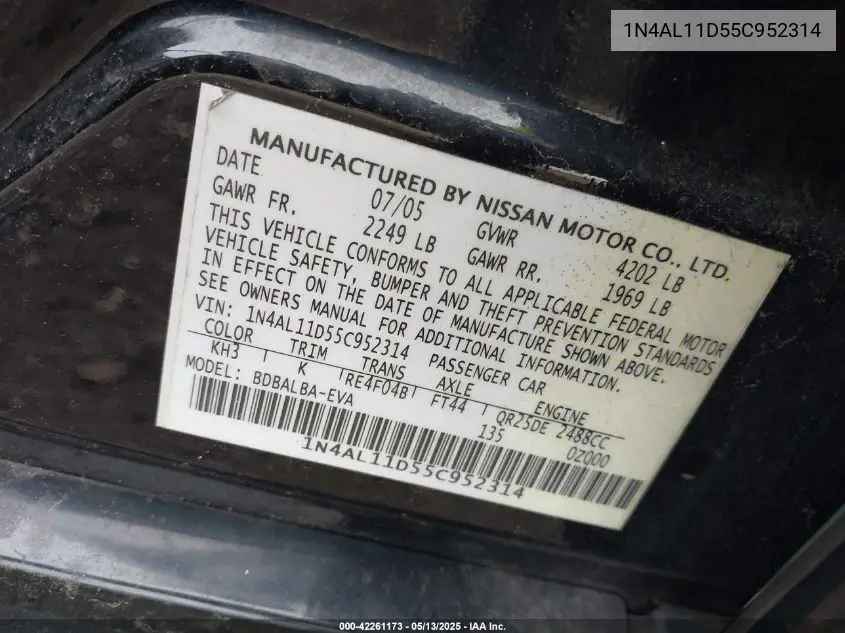 1N4AL11D55C952314
MANUFACTURED BY NISSAN MOTOR CO., LTD.
DATE 07/05 GVWR 4202 LB
GAWR FR. 2249 LB GAWR RR. 1969 LB
THIS VEHICLE CONFORMS TO ALL APPLICABLE FEDERAL MOTOR
VEHICLE SAFETY, BUMPER AND THEFT PREVENTION STANDARDS
IN EFFECT ON THE DATE OF MANUFACTURE SHOWN ABOVE.
SEE OWNERS MANUAL FOR ADDITIONAL INFORMATION.
VIN: 1N4AL11D55C952314 PASSENGER CAR
COLOR TRIM TRANS AXLE ENGINE
KH3 K RE4F04B FT44 QR25DE 2488CC
MODEL: BDBALBA-EVA 135 0Z000
1N4AL11D55C952314
000-42261173 - 05/13/2025 - IAA Inc.